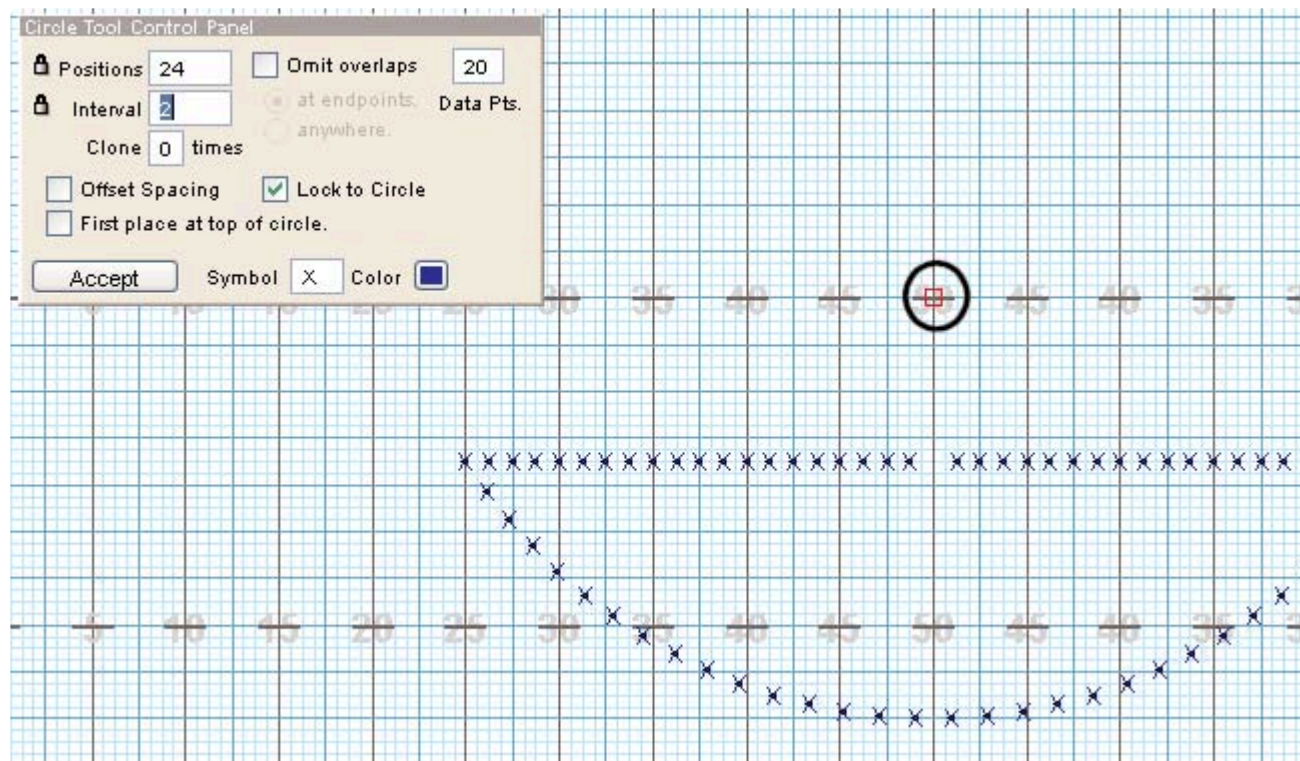 Circle Tool Control Panel
Positions 24 Omit overlaps 20
Interval 2 at endpoints. Data Pts.
anywhere.
Clone 0 times
Offset Spacing Lock to Circle
First place at top of circle.
Accept Symbol X Color
30 35 40 45 50 45 40 35
5 10 15 20 25 30 35 40 45 50 45 40 35